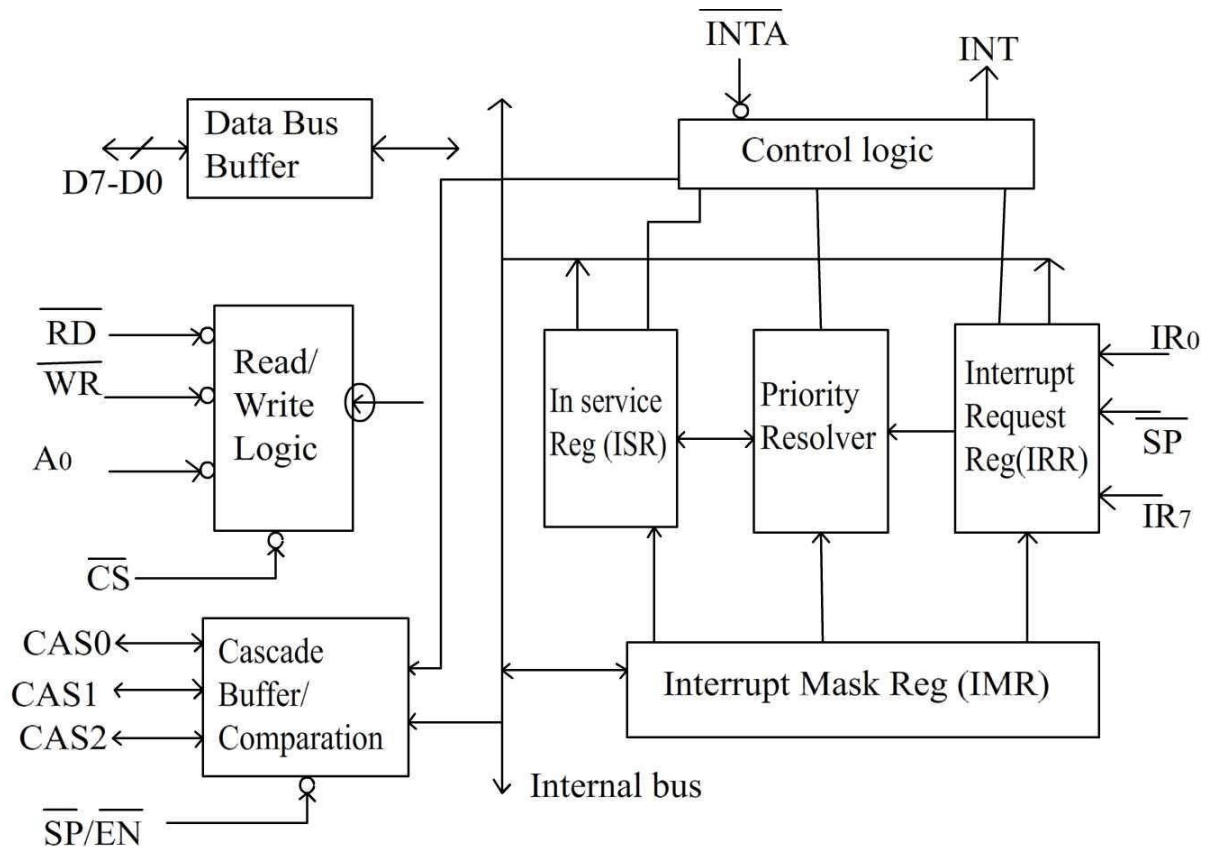 INTA
INT
Data Bus
Buffer
D7-D0
Control logic
RD
WR
A0
Read/
Write
Logic
CS
In service
Reg (ISR)
Priority
Resolver
Interrupt
Request
Reg(IRR)
IR0
SP
IR7
CAS0
CAS1
CAS2
Cascade
Buffer/
Comparation
SP/EN
Interrupt Mask Reg (IMR)
Internal bus